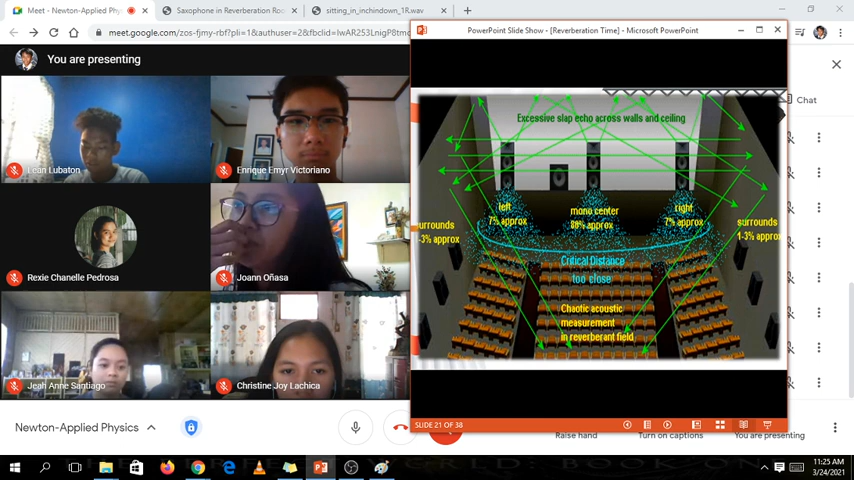 Meet - Newton-Applied Phys
Saxophone in Reverberation Roo
sitting_in_inchindown_1R.wav
meet.google.com/zos-fjmy-rbf?pli=1&authuser=2&fbclid=IwAR253LnigP8tmo
You are presenting
PowerPoint Slide Show - [Reverberation Time] - Microsoft PowerPoint
Chat
Excessive slap echo across walls and ceiling
left
7% approx
mono center
88% approx
right
7% approx
surrounds
-3% approx
surrounds
1-3% approx
Critical Distance
too close
Chaotic acoustic
measurement
in reverberant field
Lean Lubaton
Enrique Emyr Victoriano
Rexie Chanelle Pedrosa
Joann Oñasa
Jeah Anne Santiago
Christine Joy Lachica
SLIDE 21 OF 38
Newton-Applied Physics
Raise hand
Turn on captions
You are presenting
11:25 AM
3/24/2021